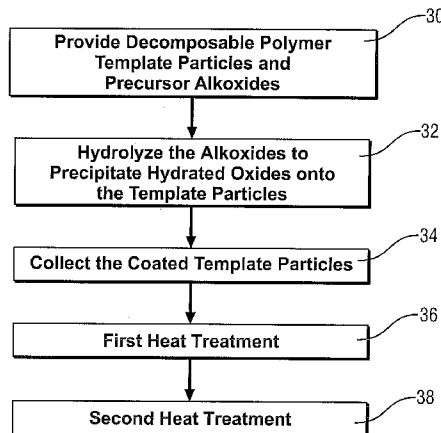 30
Provide Decomposable Polymer
Template Particles and
Precursor Alkoxides
32
Hydrolyze the Alkoxides to
Precipitate Hydrated Oxides onto
the Template Particles
34
Collect the Coated Template Particles
36
First Heat Treatment
38
Second Heat Treatment